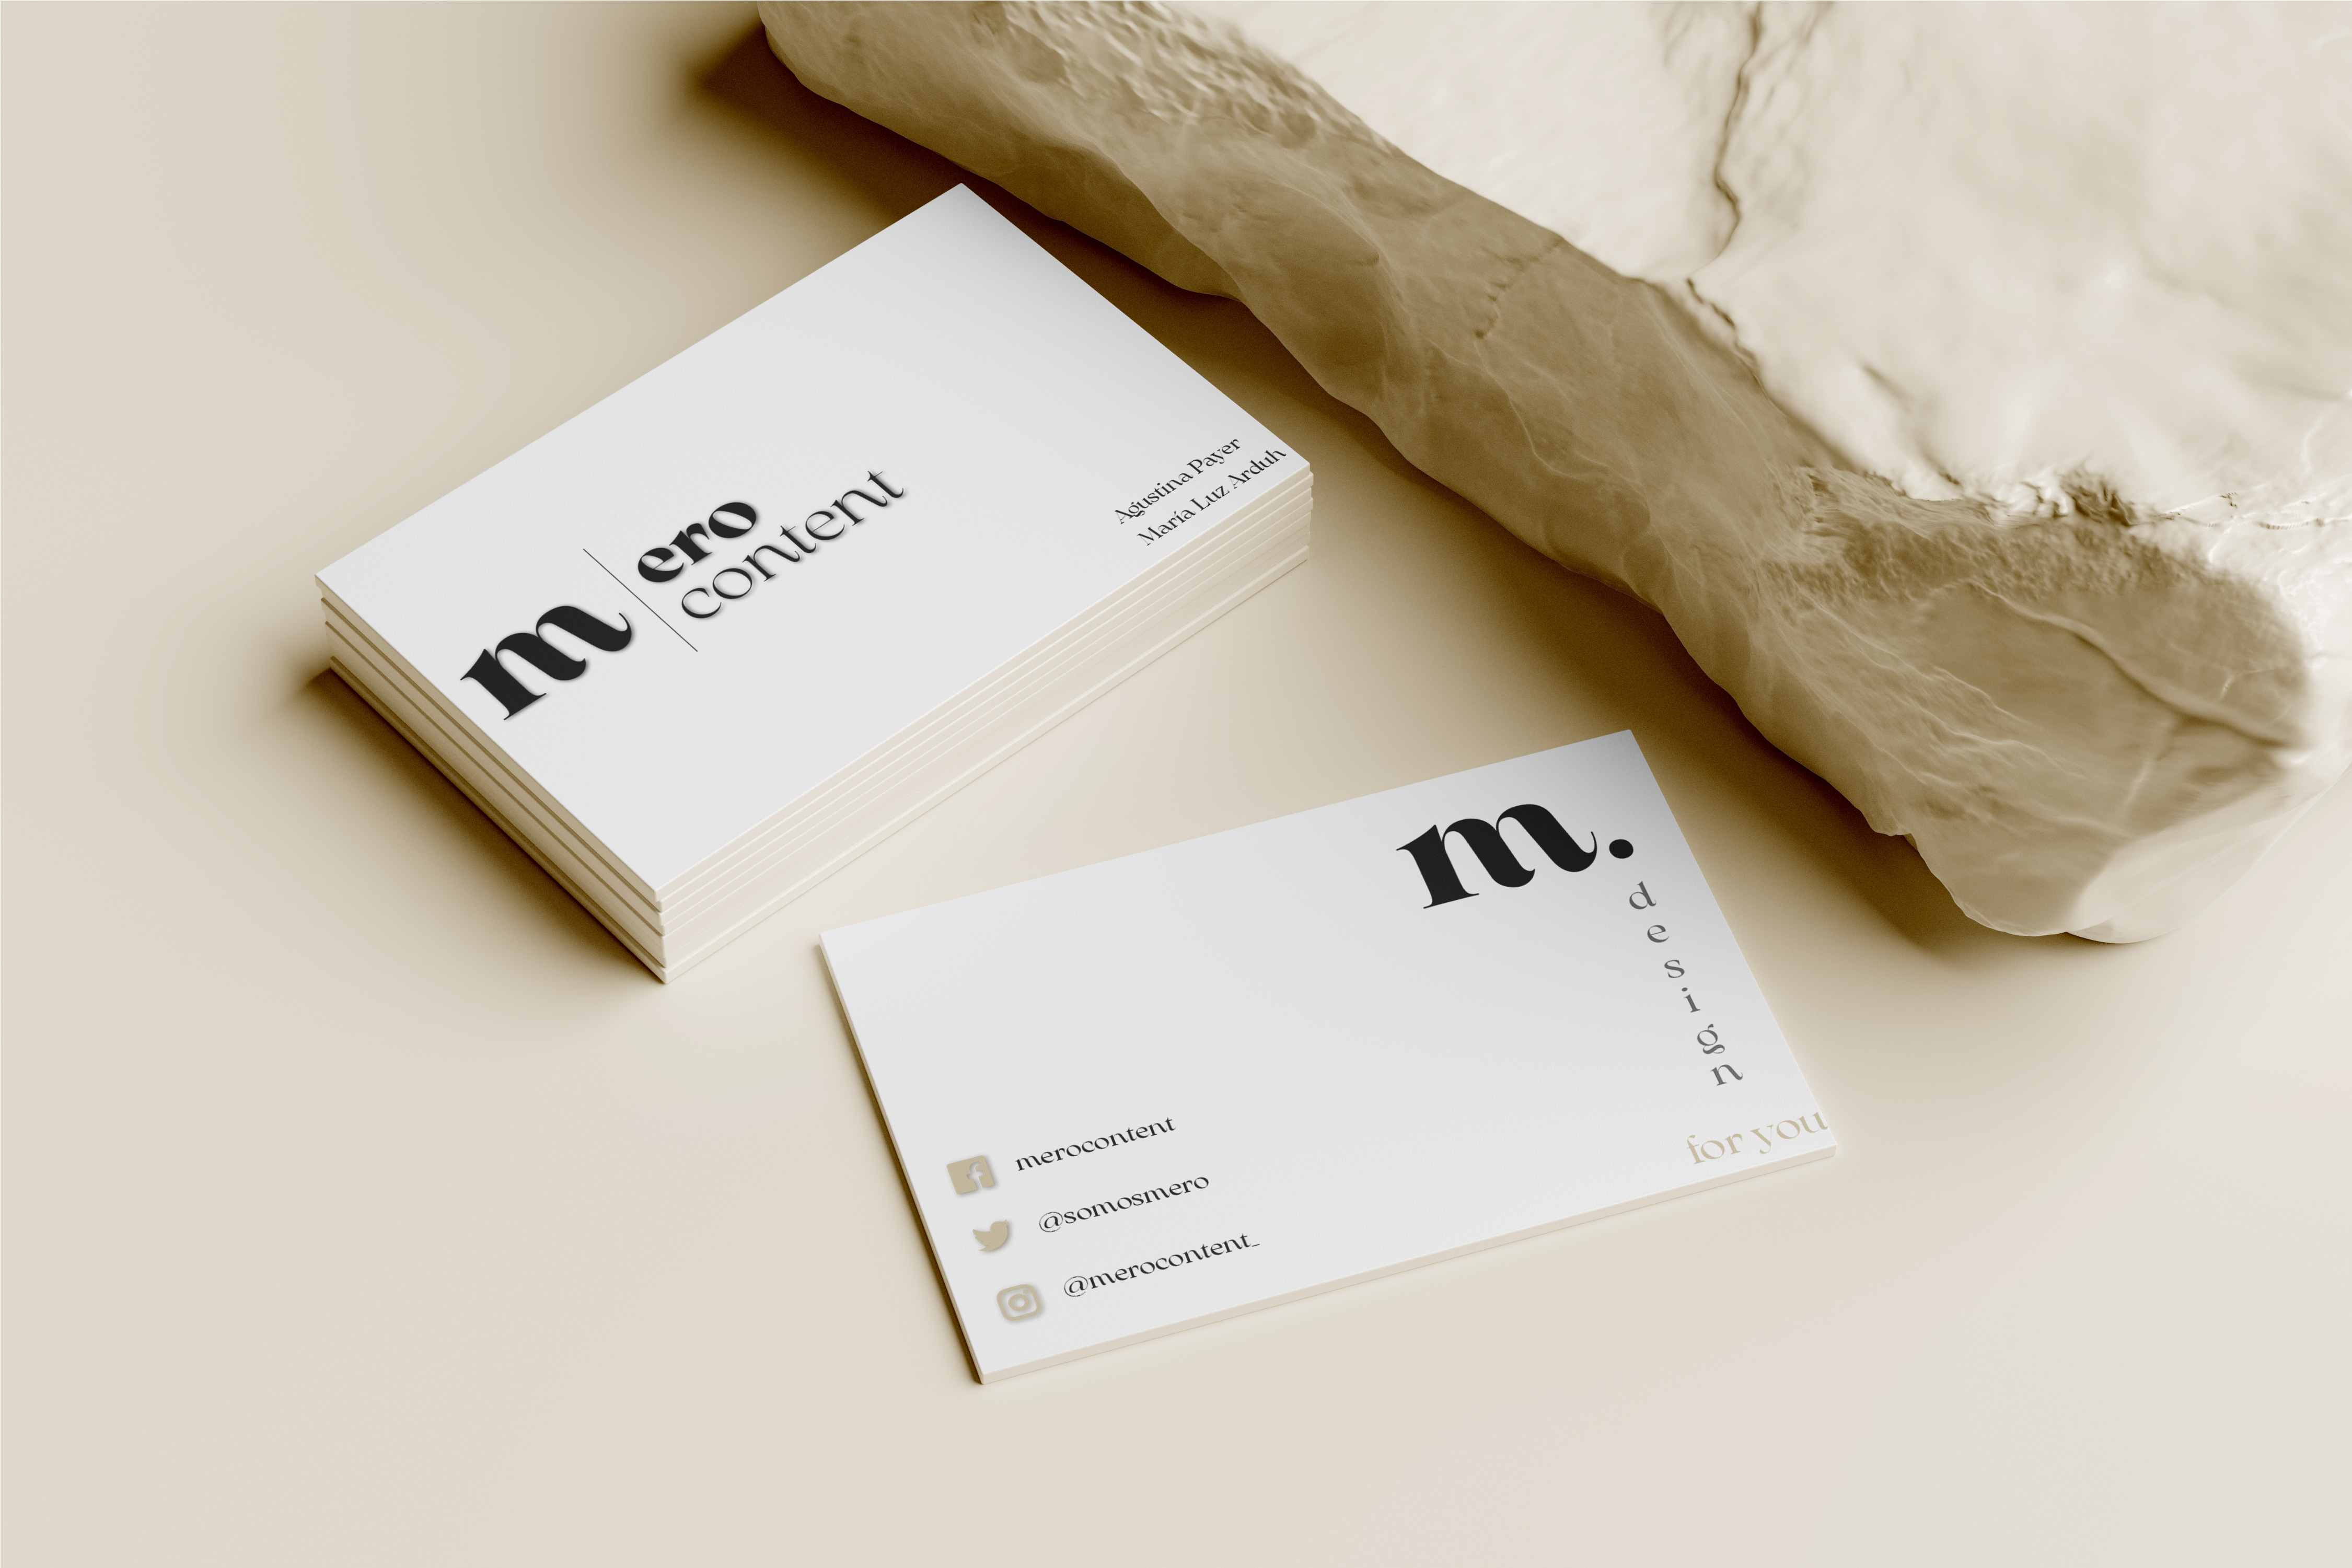 m | ero
content
Agustina Payer
María Luz Arduh
m.
design
for you
merocontent
@somosmero
@merocontent_